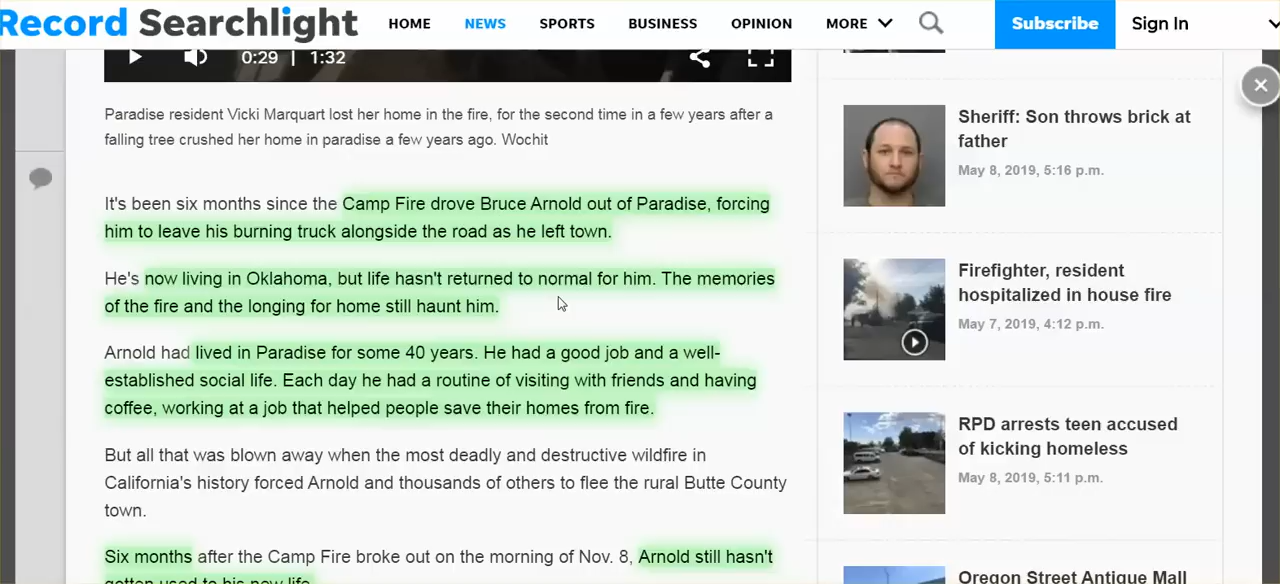 Record Searchlight
HOME
NEWS
SPORTS
BUSINESS
OPINION
MORE
Subscribe
Sign In
0:29 | 1:32
Paradise resident Vicki Marquart lost her home in the fire, for the second time in a few years after a
falling tree crushed her home in paradise a few years ago. Wochit
It's been six months since the Camp Fire drove Bruce Arnold out of Paradise, forcing
him to leave his burning truck alongside the road as he left town.
He's now living in Oklahoma, but life hasn't returned to normal for him. The memories
of the fire and the longing for home still haunt him.
Arnold had lived in Paradise for some 40 years. He had a good job and a well-
established social life. Each day he had a routine of visiting with friends and having
coffee, working at a job that helped people save their homes from fire.
But all that was blown away when the most deadly and destructive wildfire in
California's history forced Arnold and thousands of others to flee the rural Butte County
town.
Six months after the Camp Fire broke out on the morning of Nov. 8, Arnold still hasn't
gotten used to his new life.
Sheriff: Son throws brick at
father
May 8, 2019, 5:16 p.m.
Firefighter, resident
hospitalized in house fire
May 7, 2019, 4:12 p.m.
RPD arrests teen accused
of kicking homeless
May 8, 2019, 5:11 p.m.
Oregon Street Antique Mall